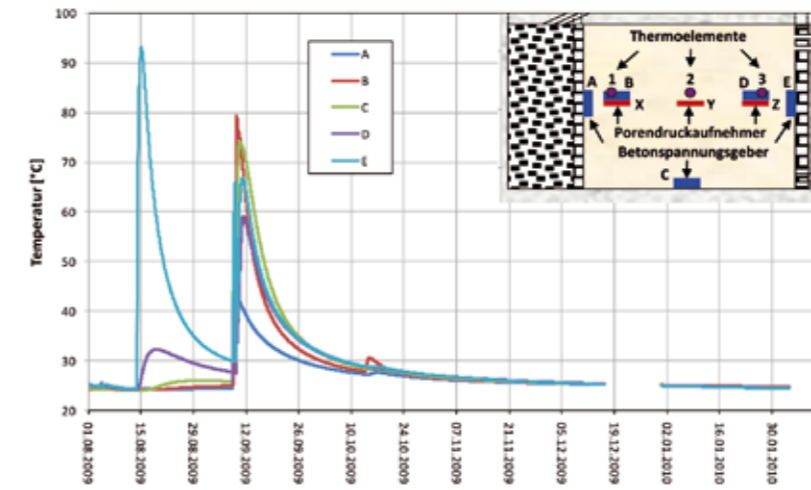 Temperatur [°C]
100
90
80
70
60
50
40
30
20
A
B
C
D
E
Thermoelemente
1 2 3
A B D E
X Y Z
Porendruckaufnehmer
Betonspannungsgeber
C
01.08.2009
15.08.2009
29.08.2009
12.09.2009
26.09.2009
10.10.2009
24.10.2009
07.11.2009
21.11.2009
05.12.2009
19.12.2009
02.01.2010
16.01.2010
30.01.2010